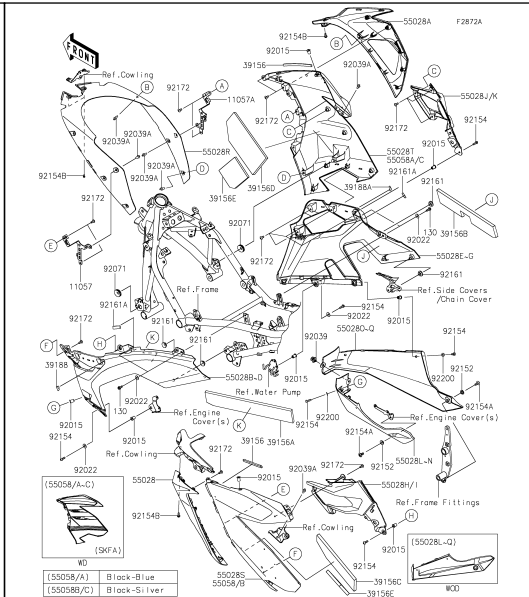 F2872A
FRONT
Ref.Cowling
92154B
55028A
92015
39156
B
B
92172
A
11057A
92039A
C
55028J/K
92172
A
92172
92154
92039A
92039A
55028R
C
92015
55028T
55058A/C
92039A
D
D
39188A
92161A
92161
J
92154B
92172
39156D
39156E
39156B
92071
92172
130
92022
55028E-G
E
J
92161
92071
11057
Ref.Frame
92161A
Ref.Side Covers
/Chain Cover
92154
92022
92015
92172
92161
92161
55028O-Q
F
H
K
92039
92154
39188
55028B-D
92015
G
92152
Ref.Water Pump
92200
G
92022
130
92154
92200
92154A
92015
92015
Ref.Engine
Cover(s)
K
39156A
Ref.Engine Cover(s)
92154
92154A
92022
Ref.Cowling
92172
39156
92152
55028L-N
92015
92039A
92172
55028
E
55028H/I
(55058/A-C)
Ref.Frame Fittings
92154B
Ref.Cowling
H
(SKFA)
F
92015
(55028L-Q)
WD
92154
39156C
55028S
55058/B
39156E
WOD
(55058/A) Black-Blue
(55058B/C) Black-Silver